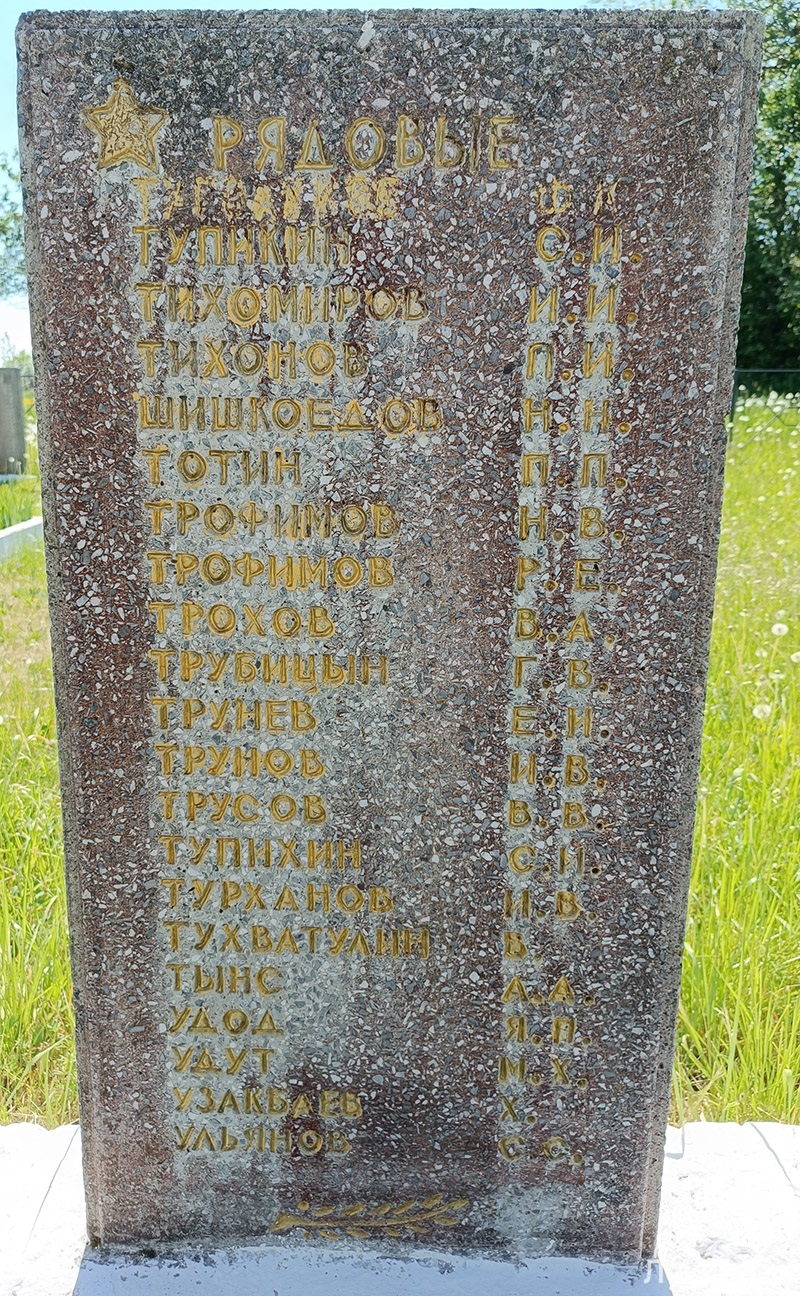 РЯДОВЫЕ
Ф. И
ТУПИКИН С. И.
ТИХОМИРОВ И. И.
ТИХОНОВ П. И.
ШИШКОЕДОВ Н. Н.
ТОТИН П. П.
ТРОФИМОВ Н. В.
ТРОФИМОВ Р. Е.
ТРОХОВ В. А.
ТРУБИЦЫН Г. В.
ТРУНЕВ Е. И.
ТРУНОВ И. В.
ТРУСОВ В. В.
ТУПИХИН С. И.
ТУРХАНОВ И. В.
ТУХВАТУЛИН В.
ТЫНС А. А.
УДОД Я. П.
УДУТ М. Х.
УЗАКБАЕВ Х.
УЛЬЯНОВ С С.